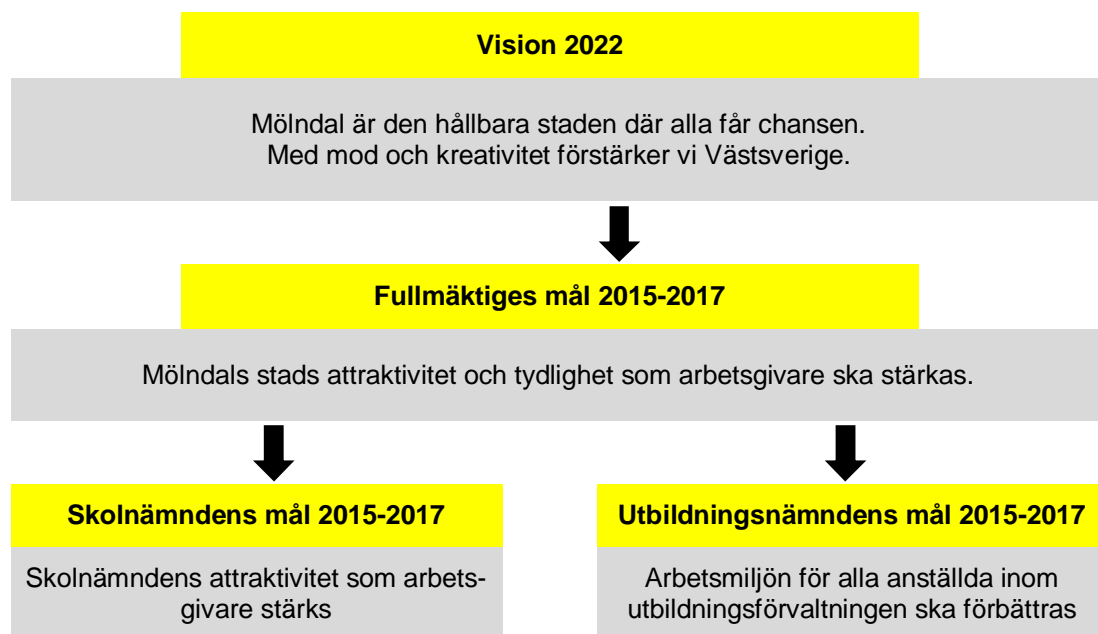 Vision 2022
Mölndal är den hållbara staden där alla får chansen.
Med mod och kreativitet förstärker vi Västsverige.
Fullmäktiges mål 2015-2017
Mölndals stads attraktivitet och tydlighet som arbetsgivare ska stärkas.
Skolnämndens mål 2015-2017
Skolnämndens attraktivitet som arbets-
givare stärks
Utbildningsnämndens mål 2015-2017
Arbetsmiljön för alla anställda inom
utbildningsförvaltningen ska förbättras